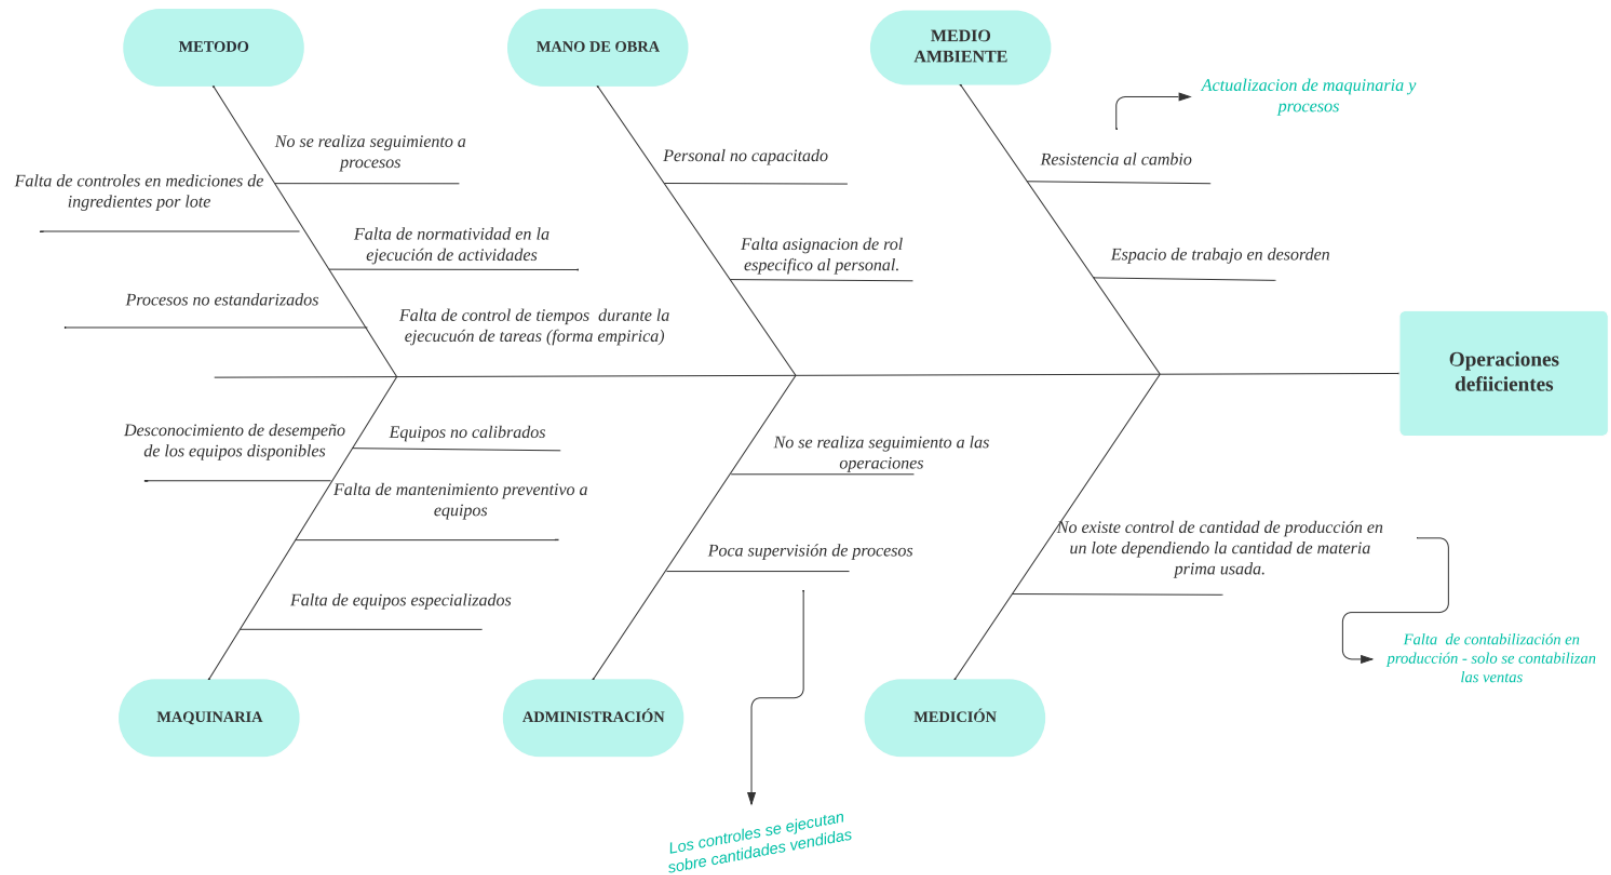 METODO
MANO DE OBRA
MEDIO
AMBIENTE
Actualizacion de maquinaria y
procesos
No se realiza seguimiento a
procesos
Personal no capacitado
Resistencia al cambio
Falta de controles en mediciones de
ingredientes por lote
Falta de normatividad en la
ejecución de actividades
Falta asignacion de rol
especifico al personal.
Espacio de trabajo en desorden
Procesos no estandarizados
Falta de control de tiempos durante la
ejecucuón de tareas (forma empirica)
Operaciones
defiicientes
Desconocimiento de desempeño
de los equipos disponibles
Equipos no calibrados
No se realiza seguimiento a las
operaciones
Falta de mantenimiento preventivo a
equipos
No existe control de cantidad de producción en
un lote dependiendo la cantidad de materia
prima usada.
Poca supervisión de procesos
Falta de equipos especializados
Falta de contabilización en
producción - solo se contabilizan
las ventas
MAQUINARIA
ADMINISTRACIÓN
MEDICIÓN
Los controles se ejecutan
sobre cantidades vendidas